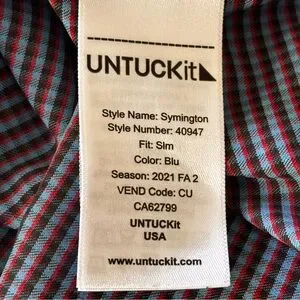 UNTUCKit
Style Name: Symington
Style Number: 40947
Fit: Slm
Color: Blu
Season: 2021 FA 2
VEND Code: CU
CA62799
UNTUCKit
USA
www.untuckit.com